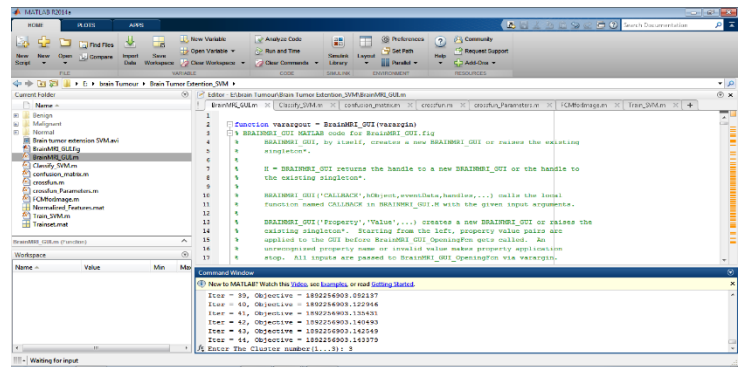 MATLAB R2014a
HOME PLOTS APPS
Search Documentation
New Script
New
Open
Find Files
Compare
Import Data
Save Workspace
New Variable
Open Variable
Clear Workspace
Analyze Code
Run and Time
Clear Commands
Simulink Library
Layout
Preferences
Set Path
Parallel
Help
Community
Request Support
Add-Ons
FILE VARIABLE CODE SIMULINK ENVIRONMENT RESOURCES
E: brain Tumour Brain Tumor Extention_SVM
Current Folder
Name
Benign
Malignant
Normal
Brain tumor extension SVM.avi
BrainMRI_GUI.fig
BrainMRI_GUI.m
Classify_SVM.m
confusion_matrix.m
crossfun.m
crossfun_Parameters.m
FCMfodmage.m
Normalized_Features.mat
Train_SVM.m
Trainset.mat
BrainMRI_GUI.m (Function)
Workspace
Name Value Min Max
Editor - E:\brain Tumour\Brain Tumor Extention_SVM\BrainMRI_GUI.m
BrainMRI_GUI.m Classify_SVM.m confusion_matrix.m crossfun.m crossfun_Parameters.m FCMfodmage.m Train_SVM.m
1
2 function varargout = BrainMRI_GUI(varargin)
3 % BRAINMRI_GUI MATLAB code for BrainMRI_GUI.fig
4 % BRAINMRI_GUI, by itself, creates a new BRAINMRI_GUI or raises the existing
5 % singleton*.
6 %
7 % H = BRAINMRI_GUI returns the handle to a new BRAINMRI_GUI or the handle to
8 % the existing singleton*.
9 %
10 % BRAINMRI_GUI('CALLBACK',hObject,eventData,handles,...) calls the local
11 % function named CALLBACK in BRAINMRI_GUI.M with the given input arguments.
12 %
13 % BRAINMRI_GUI('Property','Value',...) creates a new BRAINMRI_GUI or raises the
14 % existing singleton*. Starting from the left, property value pairs are
15 % applied to the GUI before BrainMRI_GUI_OpeningFcn gets called. An
16 % unrecognized property name or invalid value makes property application
17 % stop. All inputs are passed to BrainMRI_GUI_OpeningFcn via varargin.
Command Window
New to MATLAB? Watch this Video, see Examples, or read Getting Started.
Iter = 39, Objective = 1892256903.092137
Iter = 40, Objective = 1892256903.122946
Iter = 41, Objective = 1892256903.135431
Iter = 42, Objective = 1892256903.140493
Iter = 43, Objective = 1892256903.142549
Iter = 44, Objective = 1892256903.143379
fx Enter The Cluster number(1...5): 3
Waiting for input